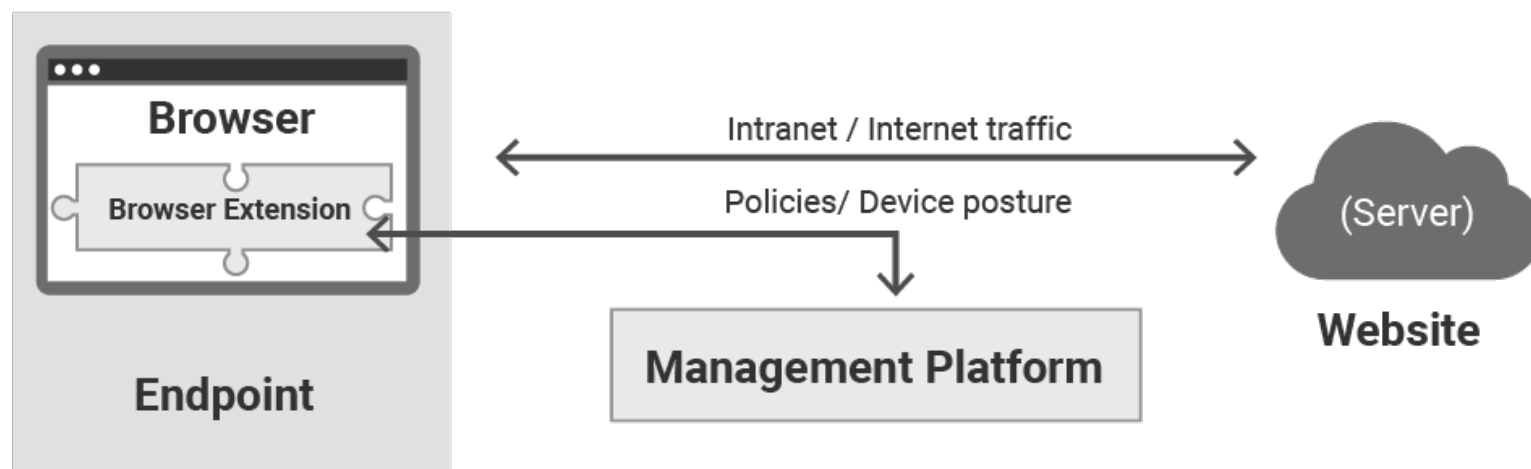 Browser
Browser Extension
Endpoint
Intranet / Internet traffic
Policies/ Device posture
Management Platform
(Server)
Website